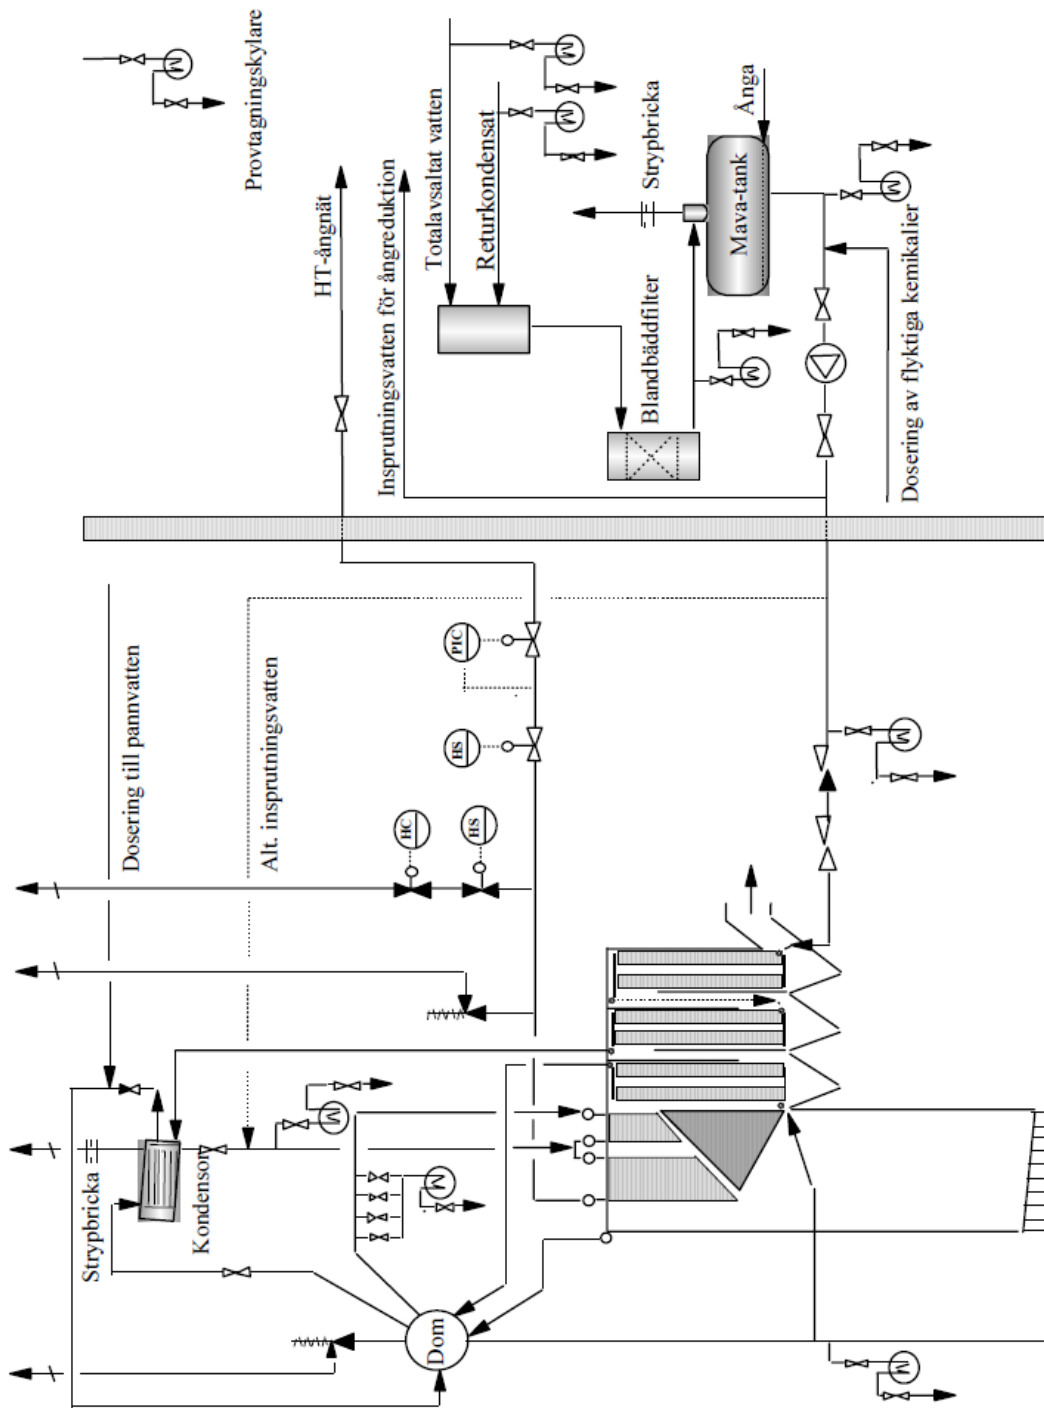 Provtagningskylare
M
HT-ångnät
Insprutningsvatten för ångreduktion
Totalavsaltat vatten
Returkondensat
M
M
Strypbricka
Ånga
Mava-tank
M
Blandbäddfilter
M
Dosering av flyktiga kemikalier
Dosering till pannvatten
Alt. insprutningsvatten
PIC
HS
HC
HS
M
Strypbricka
Kondensor
M
M
Dom
M